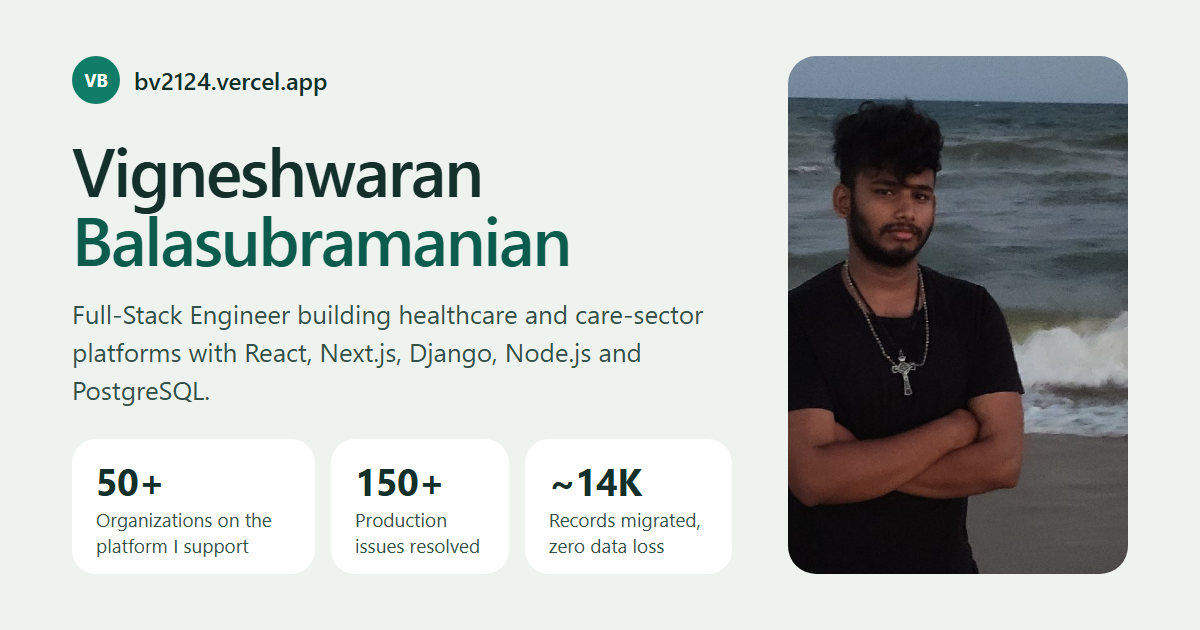 VB
bv2124.vercel.app
Vigneshwaran
Balasubramanian
Full-Stack Engineer building healthcare and care-sector
platforms with React, Next.js, Django, Node.js and
PostgreSQL.
50+
Organizations on the
platform I support
150+
Production
issues resolved
~14K
Records migrated,
zero data loss